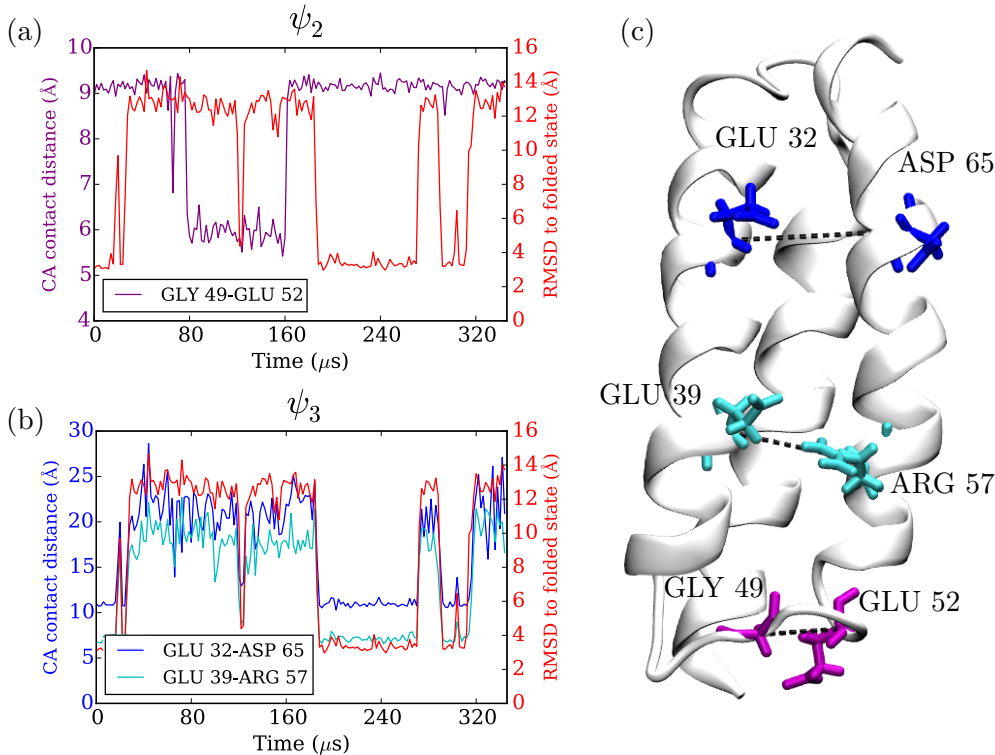 (a)
ψ2
CA contact distance (Å)
10
9
8
7
6
5
4
GLY 49-GLU 52
0
80
160
240
320
Time (μs)
16
14
12
10
8
6
4
2
0
RMSD to folded state (Å)
(b)
ψ3
CA contact distance (Å)
30
25
20
15
10
5
0
GLU 32-ASP 65
GLU 39-ARG 57
0
80
160
240
320
Time (μs)
16
14
12
10
8
6
4
2
0
RMSD to folded state (Å)
(c)
GLU 32
ASP 65
GLU 39
ARG 57
GLY 49
GLU 52